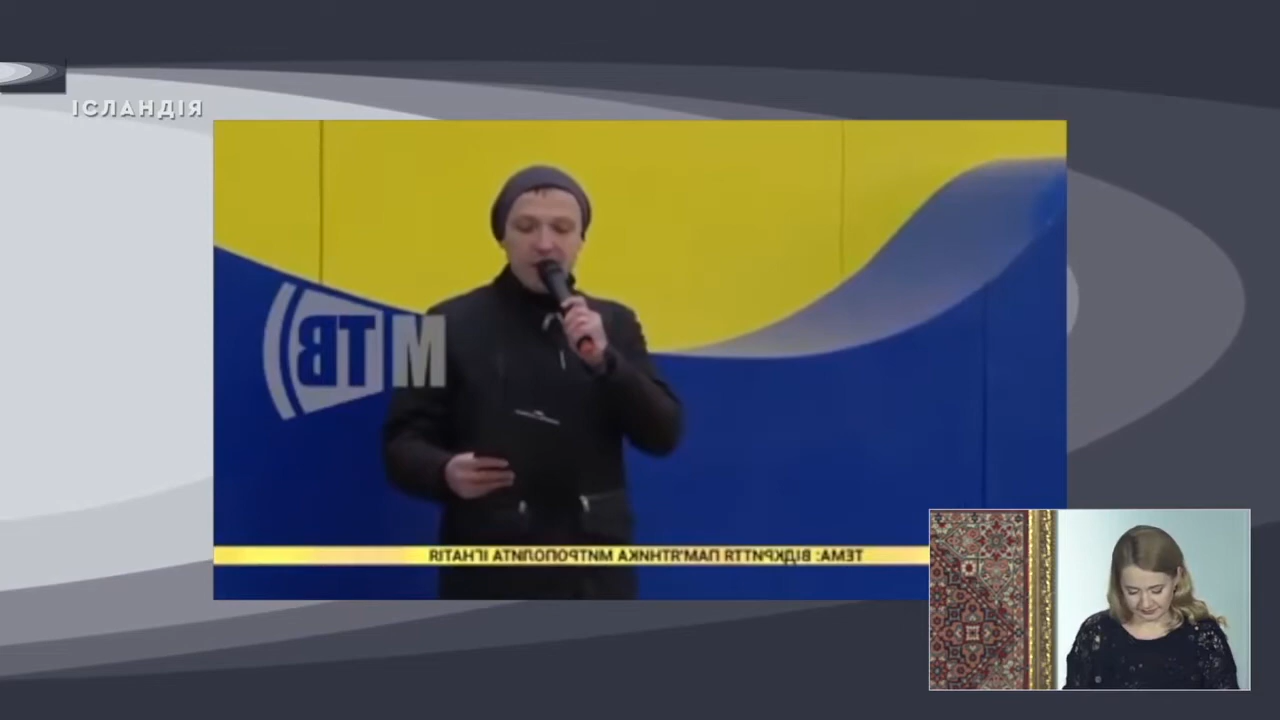 ІСЛАНДІЯ
МТВ
ТЕМА: ВІДКРИТТЯ ПАМ'ЯТНИКА МИТРОПОЛИТА ІГНАТІЯ